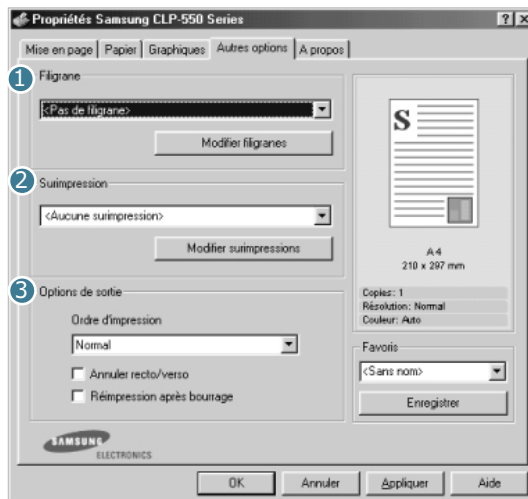 Propriétés Samsung CLP-550 Series
Mise en page Papier Graphiques Autres options A propos
1 Filigrane
<Pas de filigrane>
Modifier filigranes
2 Surimpression
<Aucune surimpression>
Modifier surimpressions
3 Options de sortie
Ordre d'impression
Normal
Annuler recto/verso
Réimpression après bourrage
S
A4
210 x 297 mm
Copies: 1
Résolution: Normal
Couleur: Auto
Favoris
<Sans nom>
Enregistrer
SAMSUNG
ELECTRONICS
OK Annuler Appliquer Aide